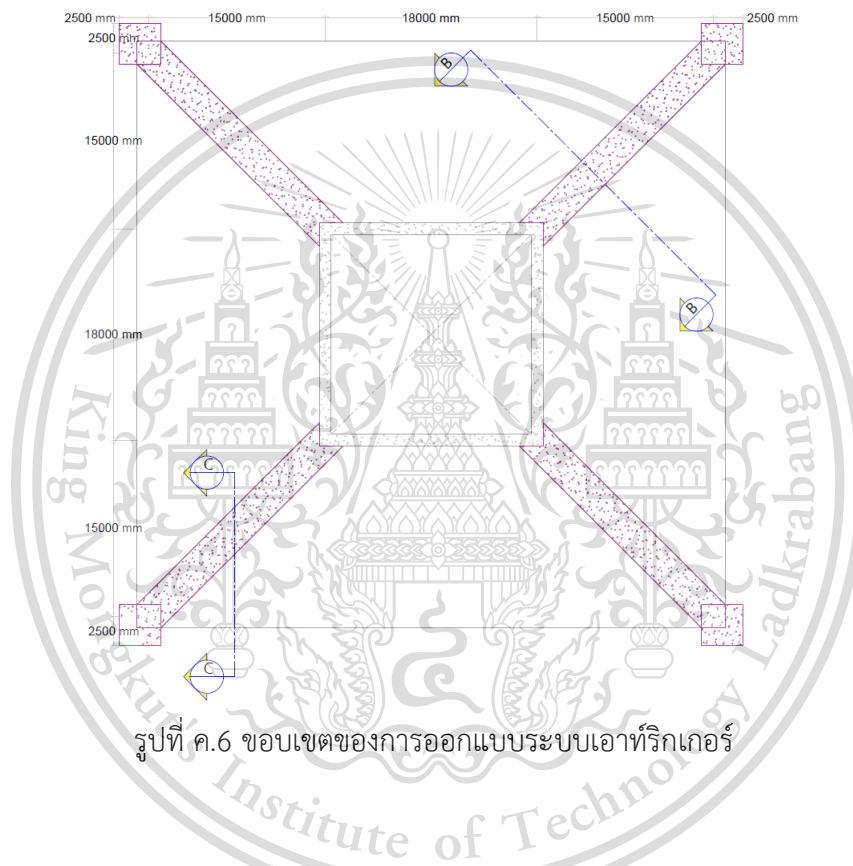 2500 mm 15000 mm 18000 mm 15000 mm 2500 mm
2500 mm
B
15000 mm
B
18000 mm
C
15000 mm
2500 mm
C
รูปที่ ค.6 ขอบเขตของการออกแบบระบบเอาท์ริกเกอร์
King Mongkut's Institute of Technology Ladkrabang